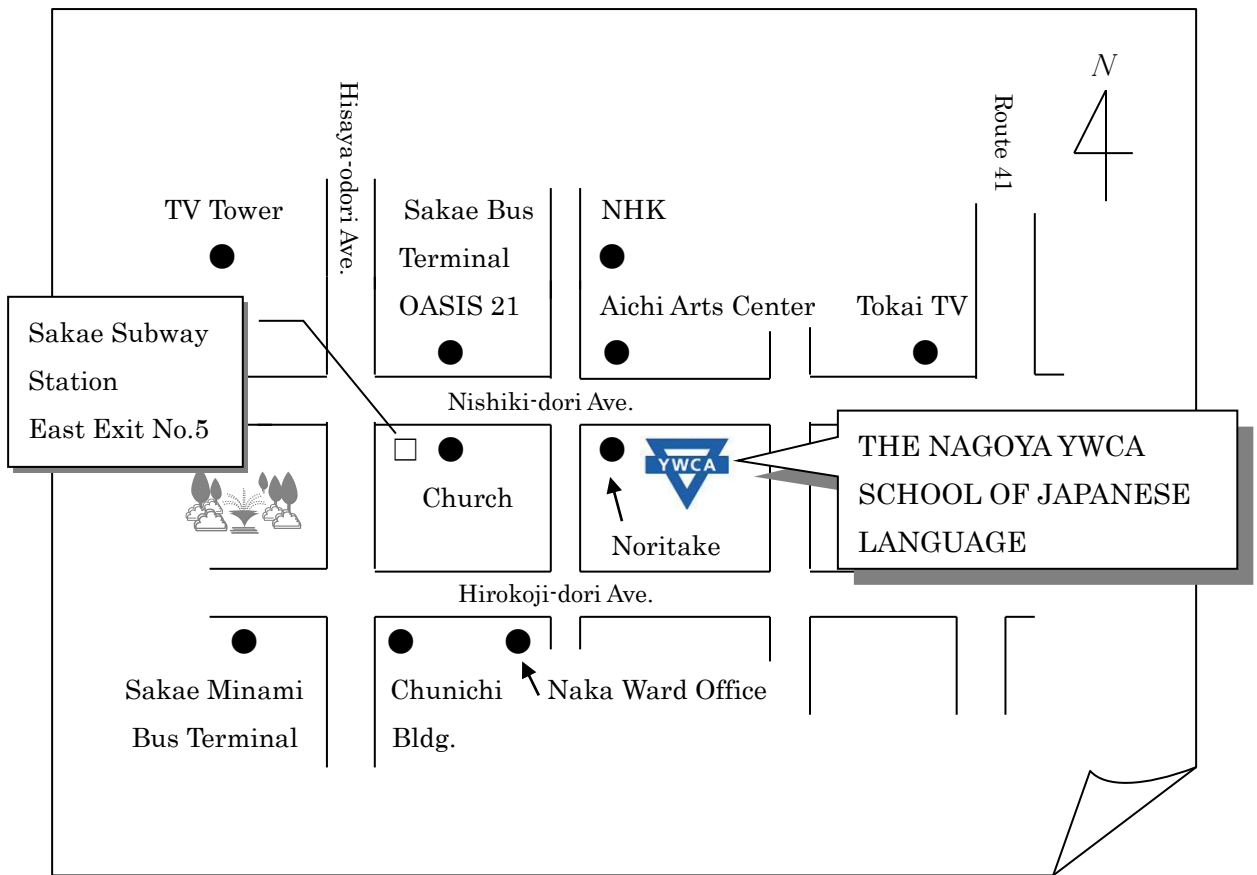 N
Hisaya-odori Ave.
Route 41
TV Tower
Sakae Bus
Terminal
OASIS 21
NHK
Aichi Arts Center
Tokai TV
Sakae Subway
Station
East Exit No.5
Nishiki-dori Ave.
Church
Noritake
YWCA
THE NAGOYA YWCA
SCHOOL OF JAPANESE
LANGUAGE
Hirokoji-dori Ave.
Sakae Minami
Bus Terminal
Chunichi
Bldg.
Naka Ward Office